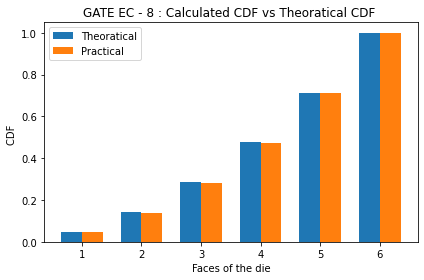 GATE EC - 8 : Calculated CDF vs Theoratical CDF
Theoratical
Practical
1.0
0.8
0.6
0.4
0.2
0.0
CDF
1 2 3 4 5 6
Faces of the die